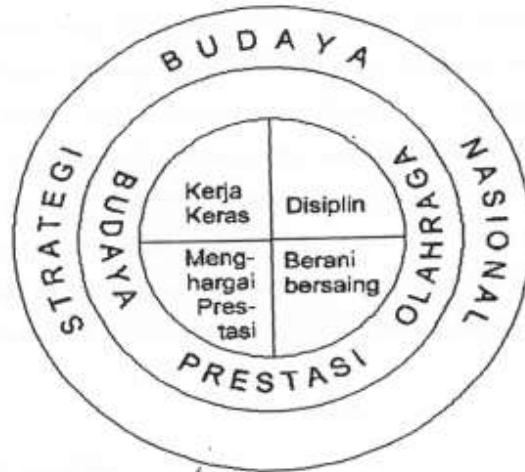 STRATEGI BUDAYA NASIONAL
BUDAYA PRESTASI OLAHRAGA
Kerja
Keras
Disiplin
Meng-
hargai
Pres-
tasi
Berani
bersaing